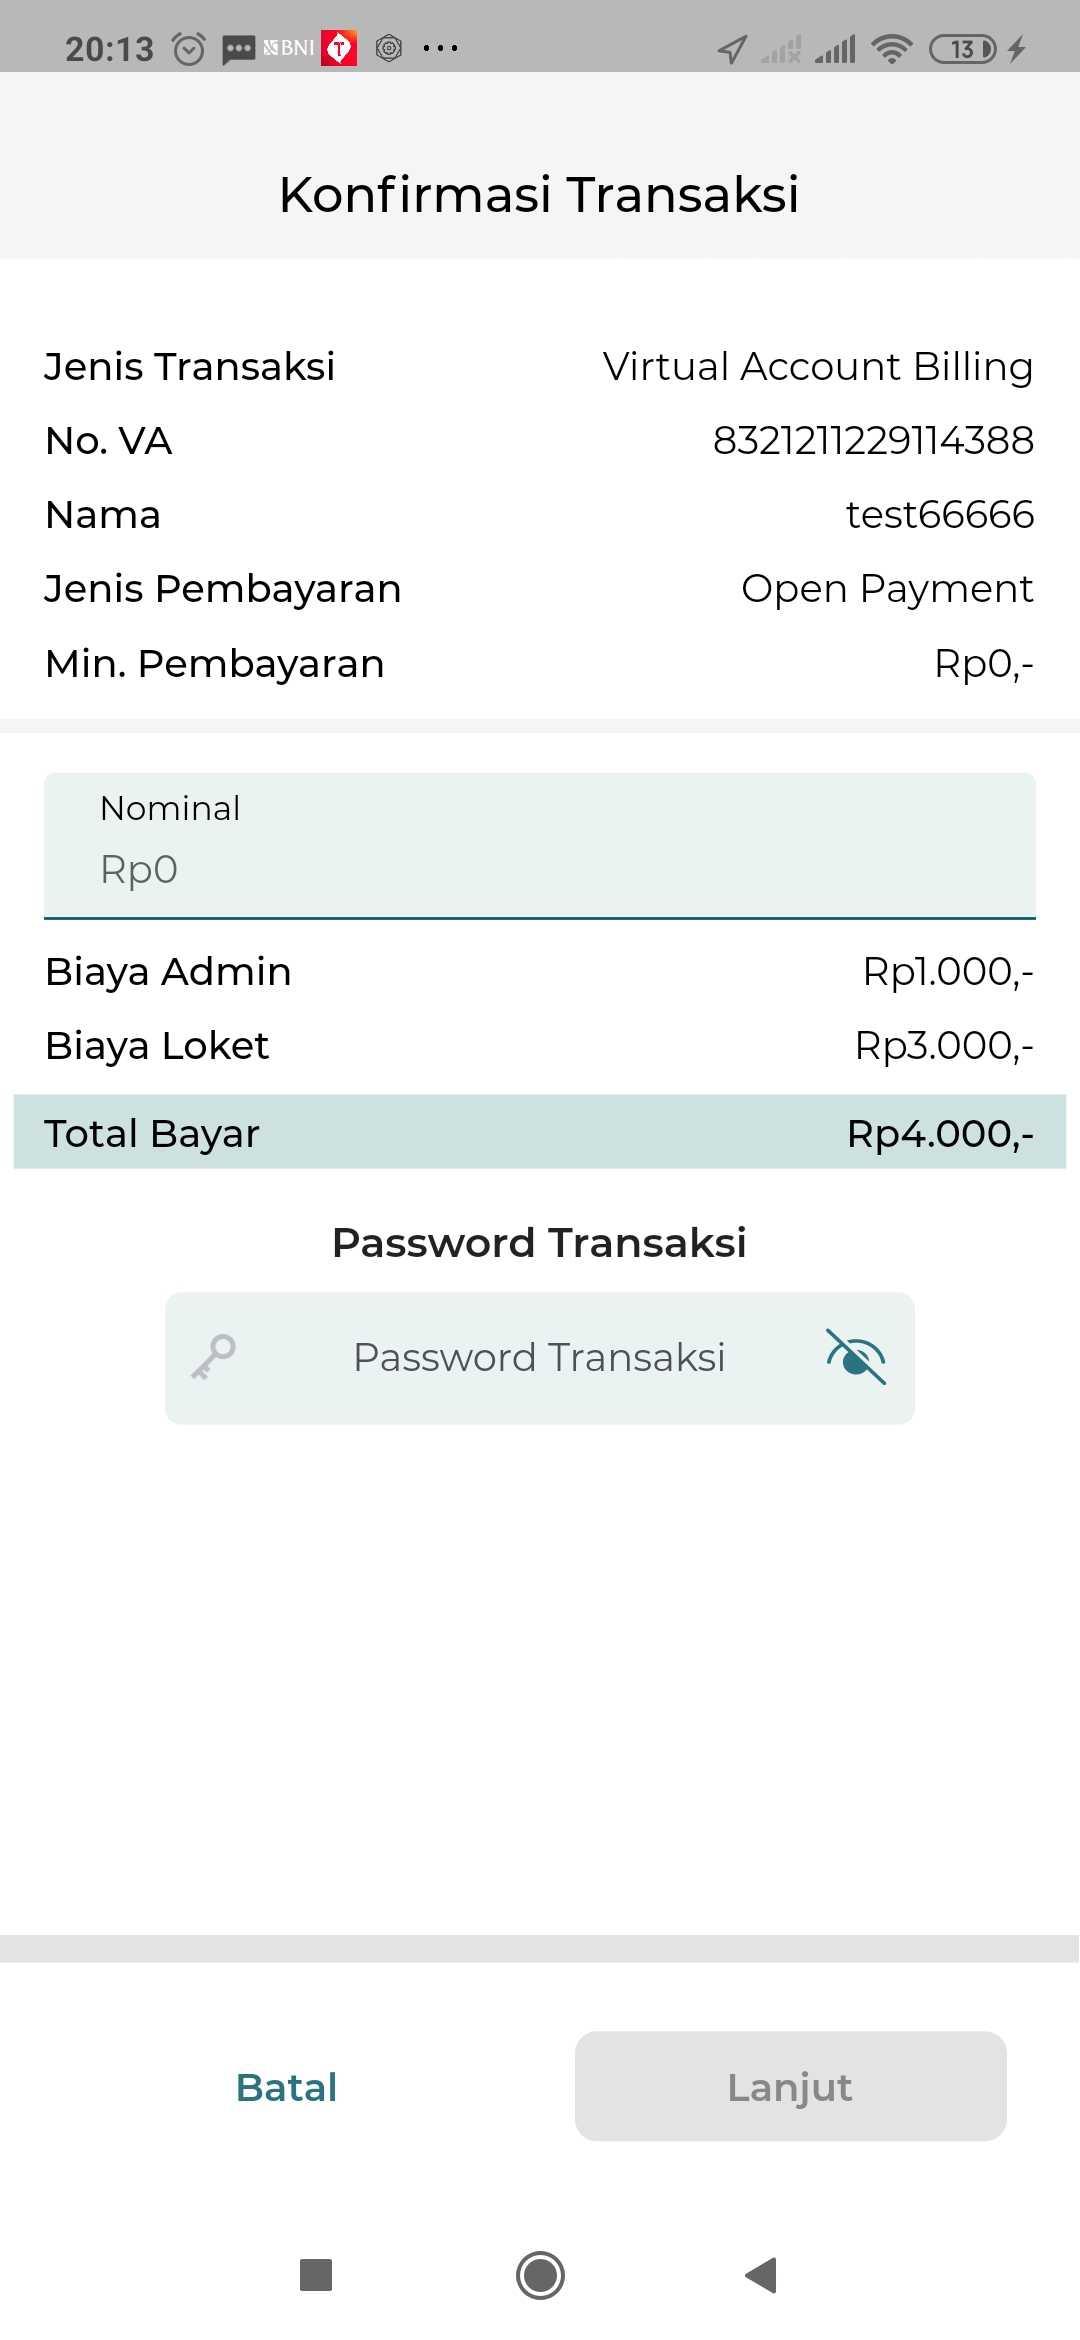 20:13 BNI T 13
Konfirmasi Transaksi
Jenis Transaksi Virtual Account Billing
No. VA 8321211229114388
Nama test66666
Jenis Pembayaran Open Payment
Min. Pembayaran Rp0,-
Nominal
Rp0
Biaya Admin Rp1.000,-
Biaya Loket Rp3.000,-
Total Bayar Rp4.000,-
Password Transaksi
Password Transaksi
Batal Lanjut